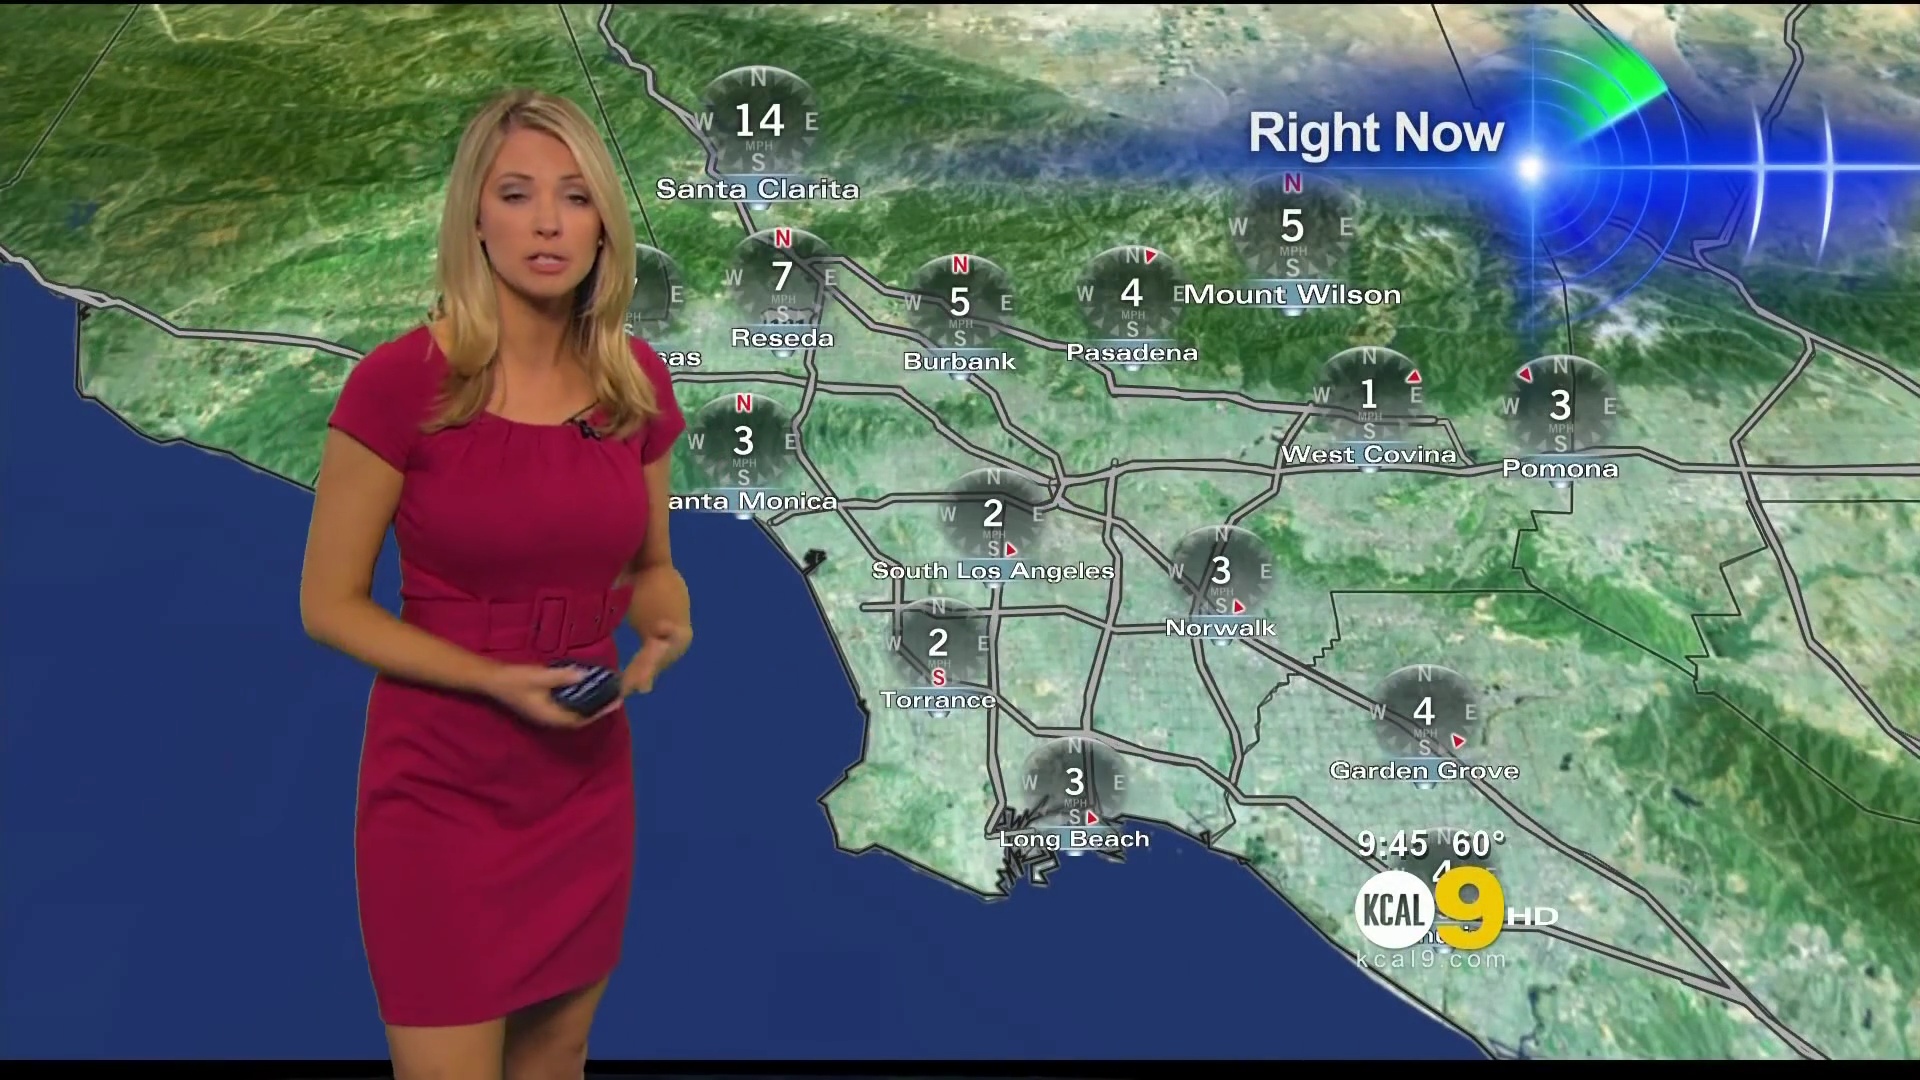 Right Now
N
W 14 E
MPH
S
Santa Clarita
N
W 7 E
MPH
S
Reseda
N
W 5 E
MPH
S
Burbank
N
W 4 E
MPH
S
Pasadena
N
W 5 E
MPH
S
Mount Wilson
E
PH
S
sas
N
W 3 E
MPH
S
anta Monica
N
W 1 E
MPH
S
West Covina
N
W 3 E
MPH
S
Pomona
N
W 2 E
MPH
S
South Los Angeles
N
W 3 E
MPH
S
Norwalk
N
W 2 E
MPH
S
Torrance
N
W 4 E
MPH
S
Garden Grove
N
W 3 E
MPH
S
Long Beach
9:45 N 60°
4
KCAL 9 HD
kcal9.com